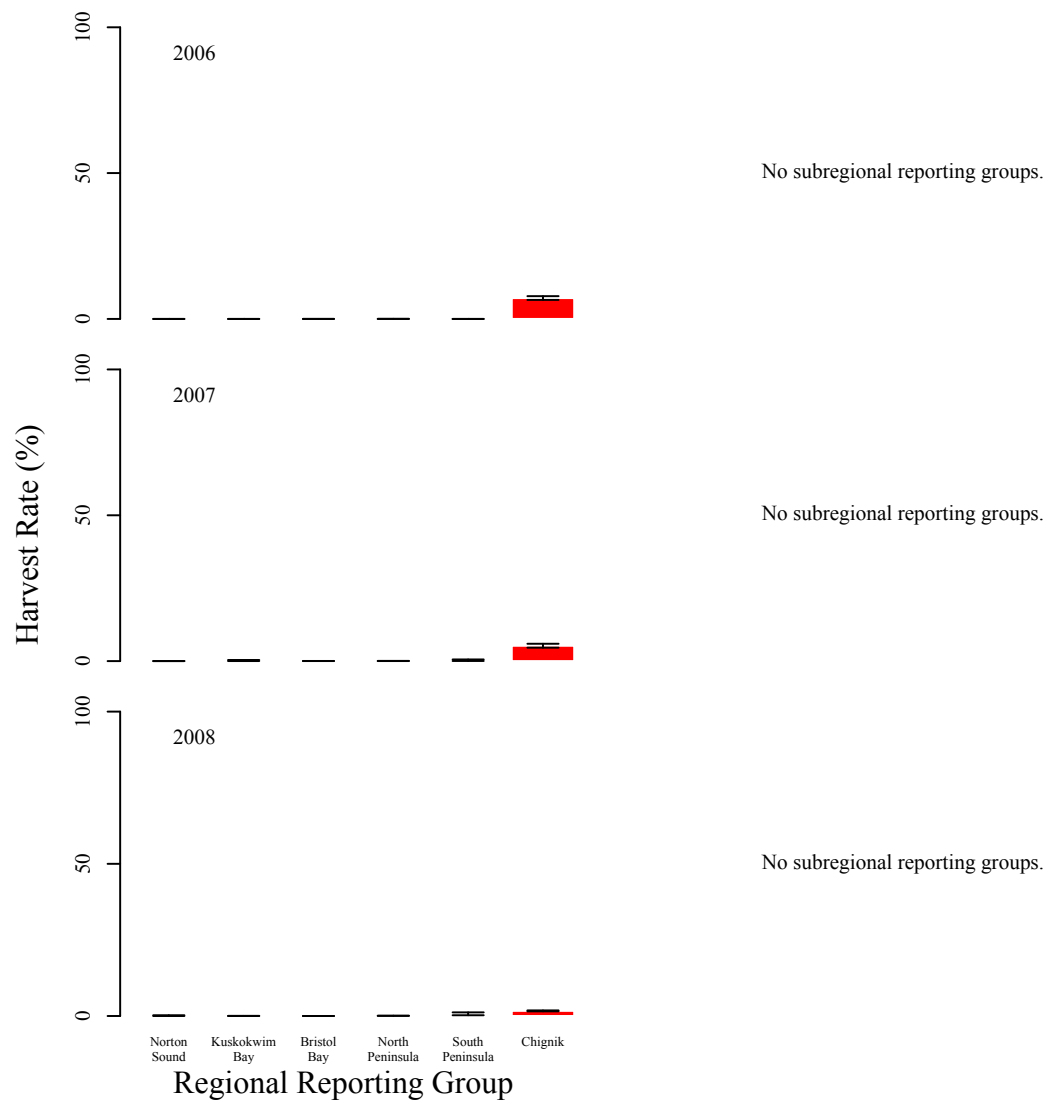 100
2006
50
No subregional reporting groups.
0
100
2007
Harvest Rate (%)
50
No subregional reporting groups.
0
100
2008
50
No subregional reporting groups.
0
Norton
Sound
Kuskokwim
Bay
Bristol
Bay
North
Peninsula
South
Peninsula
Chignik
Regional Reporting Group